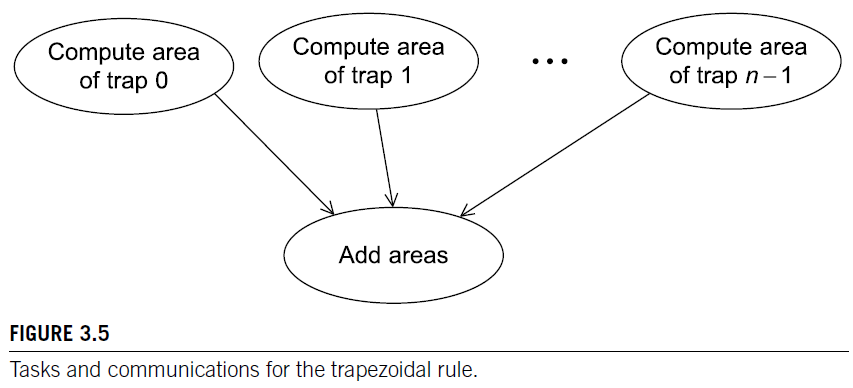 Compute area
of trap 0
Compute area
of trap 1
...
Compute area
of trap n – 1
Add areas
FIGURE 3.5
Tasks and communications for the trapezoidal rule.